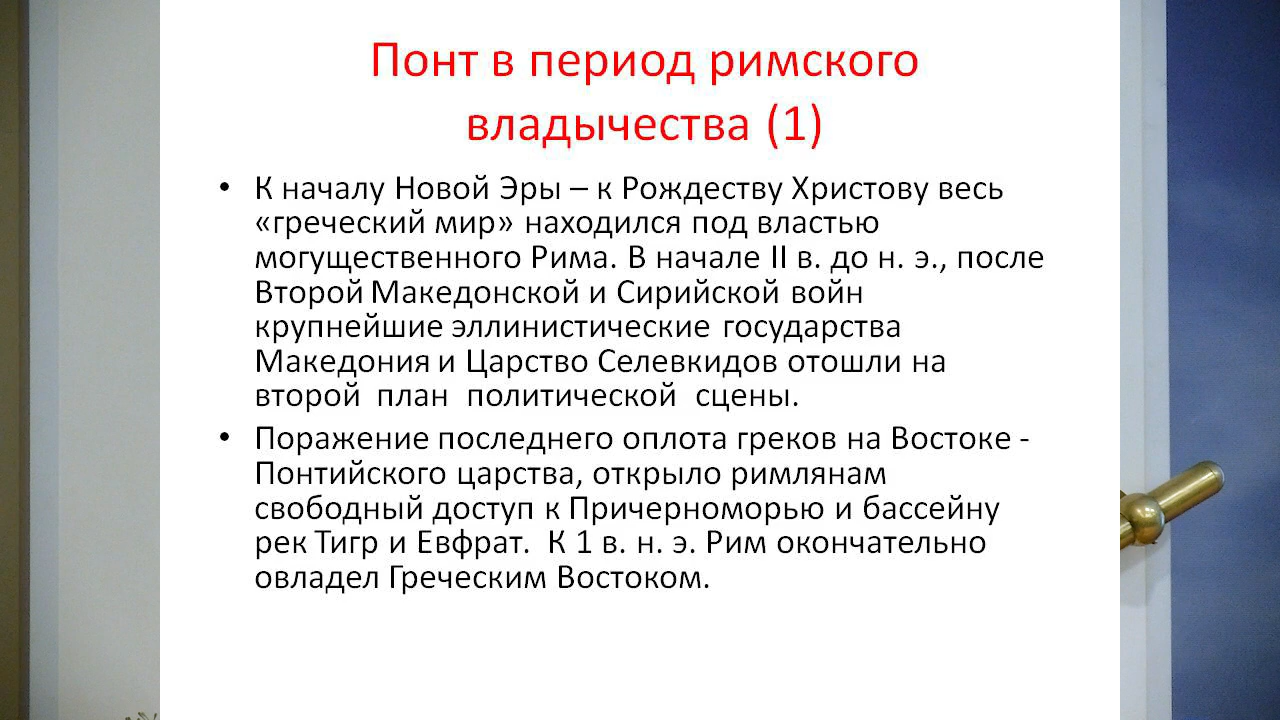 Понт в период римского
владычества (1)
• К началу Новой Эры – к Рождеству Христову весь
«греческий мир» находился под властью
могущественного Рима. В начале II в. до н. э., после
Второй Македонской и Сирийской войн
крупнейшие эллинистические государства
Македония и Царство Селевкидов отошли на
второй план политической сцены.
• Поражение последнего оплота греков на Востоке -
Понтийского царства, открыло римлянам
свободный доступ к Причерноморью и бассейну
рек Тигр и Евфрат. К 1 в. н. э. Рим окончательно
овладел Греческим Востоком.